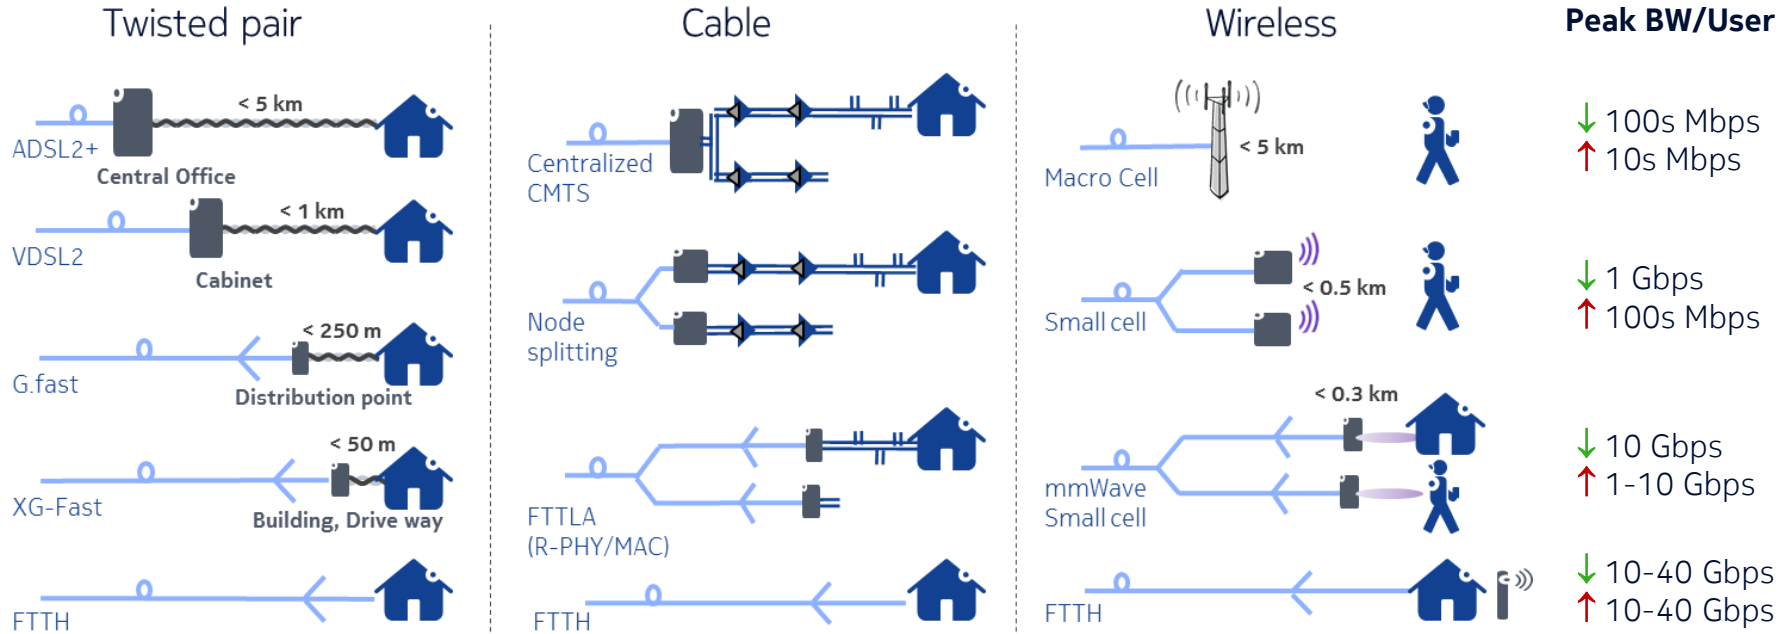 Twisted pair
Cable
Wireless
Peak BW/User
< 5 km
ADSL2+
Central Office
< 1 km
VDSL2
Cabinet
< 250 m
G.fast
Distribution point
< 50 m
XG-Fast
Building, Drive way
FTTH
Centralized
CMTS
Node
splitting
FTTLA
(R-PHY/MAC)
FTTH
< 5 km
Macro Cell
< 0.5 km
Small cell
< 0.3 km
mmWave
Small cell
FTTH
↓ 100s Mbps
↑ 10s Mbps
↓ 1 Gbps
↑ 100s Mbps
↓ 10 Gbps
↑ 1-10 Gbps
↓ 10-40 Gbps
↑ 10-40 Gbps